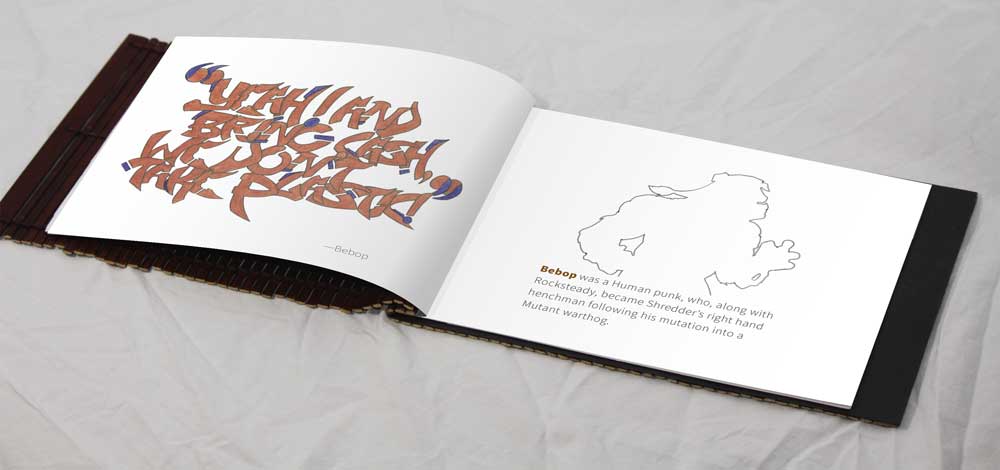 “YEAH! AND
BRING CASH,
WE DON'T
TAKE PLASTIC!”
—Bebop
Bebop was a Human punk, who, along with
Rocksteady, became Shredder's right hand
henchman following his mutation into a
Mutant warthog.